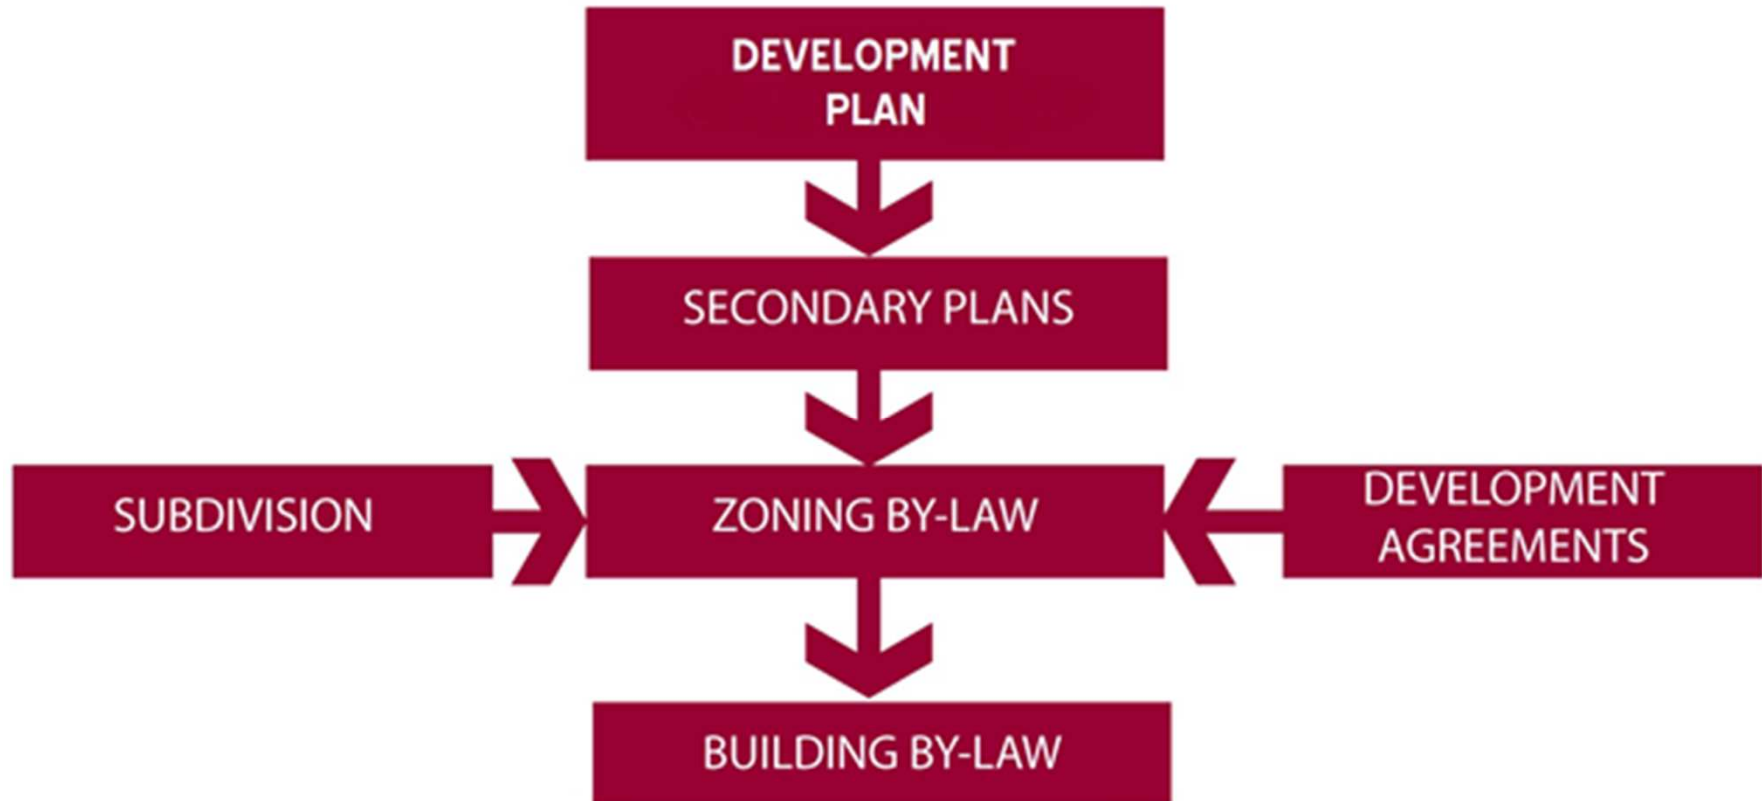 DEVELOPMENT
PLAN
SECONDARY PLANS
SUBDIVISION
ZONING BY-LAW
DEVELOPMENT
AGREEMENTS
BUILDING BY-LAW